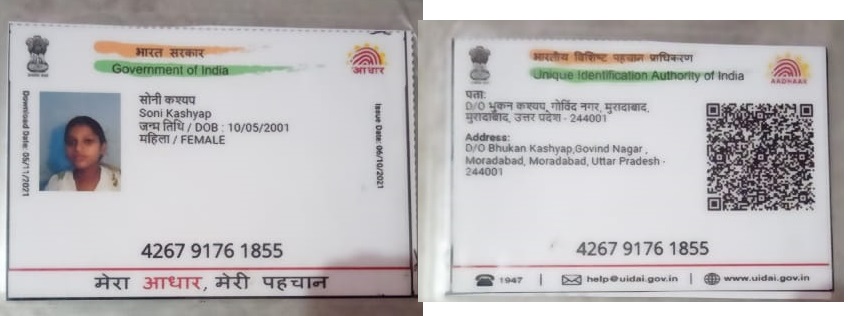 भारत सरकार
Government of India
आधार
Download Date: 05/11/2021
सोनी कश्यप
Soni Kashyap
जन्म तिथि / DOB : 10/05/2001
महिला / FEMALE
Issue Date: 06/10/2021
4267 9176 1855
मेरा आधार, मेरी पहचान
भारतीय विशिष्ट पहचान प्राधिकरण
Unique Identification Authority of India
AADHAAR
पता:
D/O भूकन कश्यप, गोविंद नगर, मुरादाबाद,
मुरादाबाद, उत्तर प्रदेश - 244001
Address:
D/O Bhukan Kashyap,Govind Nagar ,
Moradabad, Moradabad, Uttar Pradesh -
244001
4267 9176 1855
1947 | help@uidai.gov.in | www.uidai.gov.in